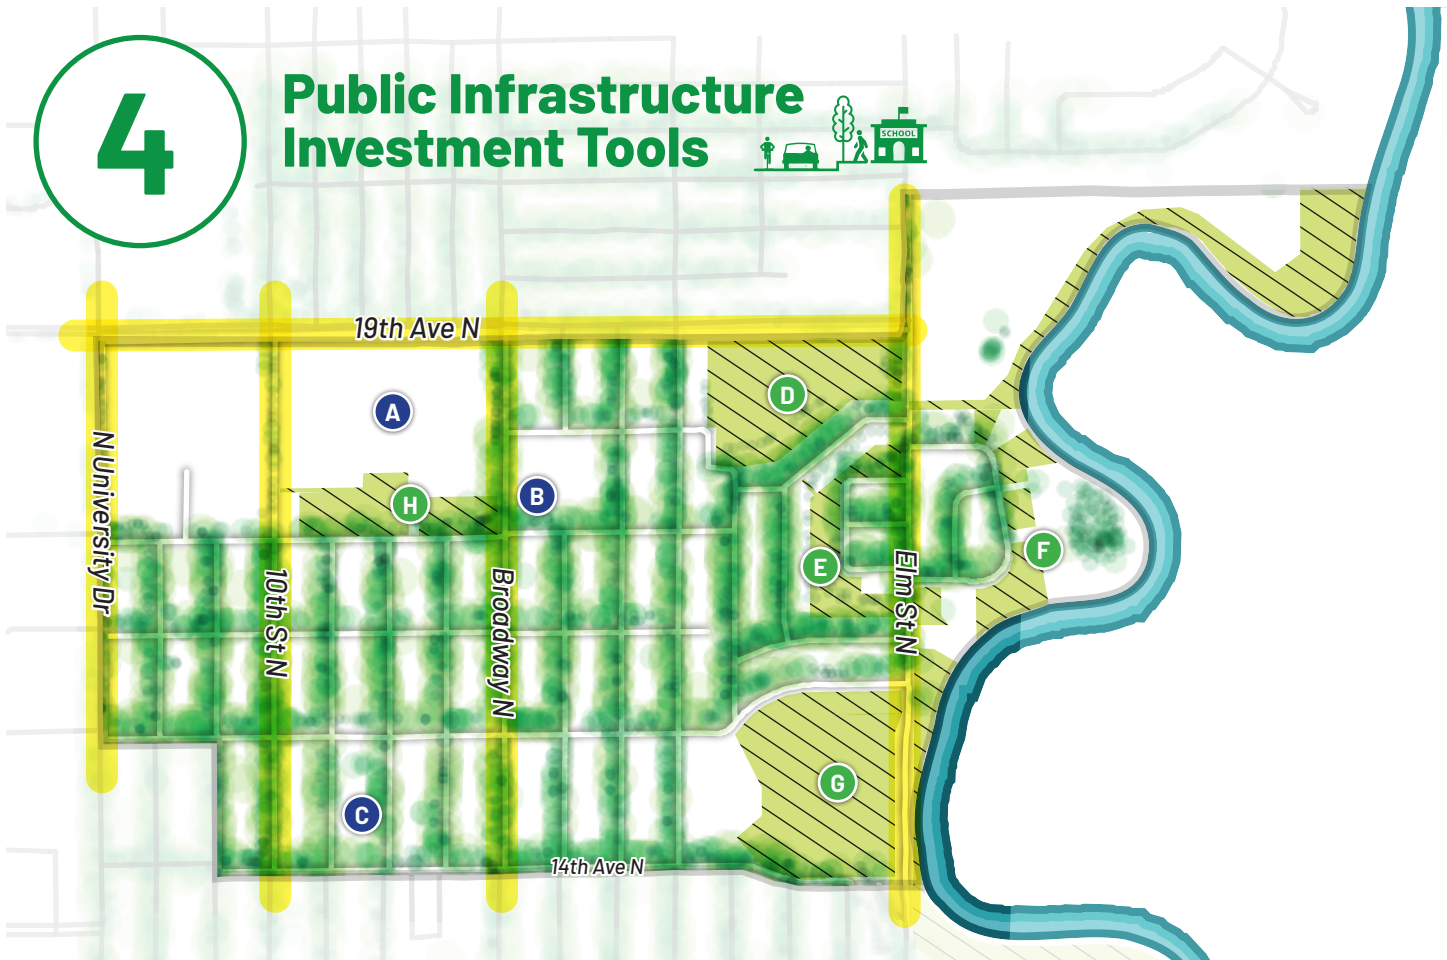 4
Public Infrastructure
Investment Tools
SCHOOL
19th Ave N
A
D
N University Dr
H
B
10th St N
Broadway N
E
Elm St N
F
C
G
14th Ave N